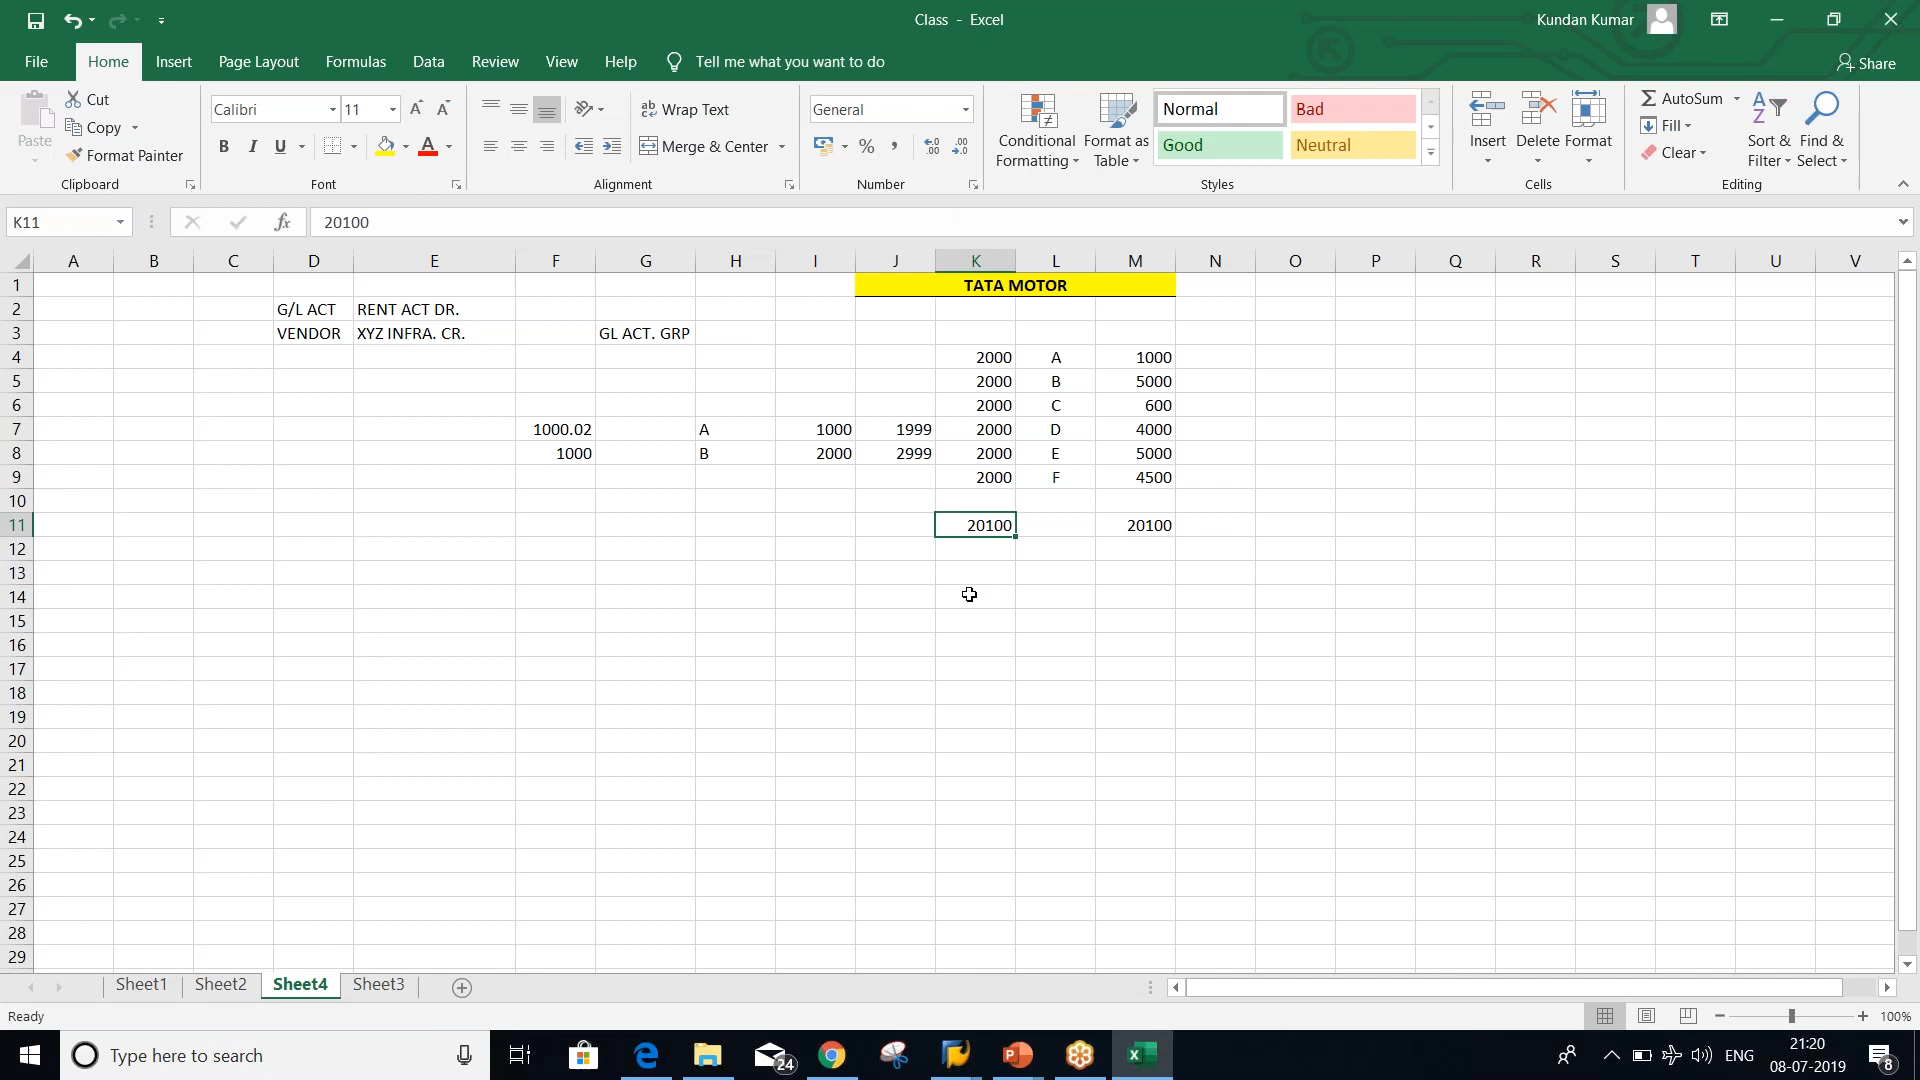 Class - Excel
Kundan Kumar
File Home Insert Page Layout Formulas Data Review View Help Tell me what you want to do Share
Paste Cut
Copy
Format Painter
Calibri 11
B I U
Wrap Text
Merge & Center
General
Conditional Formatting
Format as Table
Normal Bad
Good Neutral
Insert Delete Format
AutoSum
Fill
Clear
Sort & Filter
Find & Select
Clipboard Font Alignment Number Styles Cells Editing
K11 fx 20100
A B C D E F G H I J K L M N O P Q R S T U V
1 TATA MOTOR
2 G/L ACT RENT ACT DR.
3 VENDOR XYZ INFRA. CR. GL ACT. GRP
4 2000 A 1000
5 2000 B 5000
6 2000 C 600
7 1000.02 A 1000 1999 2000 D 4000
8 1000 B 2000 2999 2000 E 5000
9 2000 F 4500
10
11 20100 20100
12
13
14
15
16
17
18
19
20
21
22
23
24
25
26
27
28
29
Sheet1 Sheet2 Sheet4 Sheet3
Ready 100%
Type here to search 24 ENG 21:20 8
08-07-2019